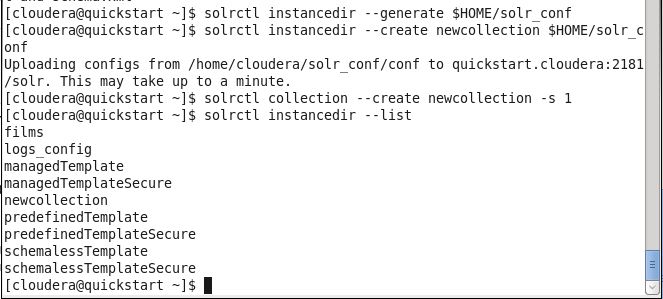 [cloudera@quickstart ~]$ solrctl instancedir --generate $HOME/solr_conf
[cloudera@quickstart ~]$ solrctl instancedir --create newcollection $HOME/solr_c
onf
Uploading configs from /home/cloudera/solr_conf/conf to quickstart.cloudera:2181
/solr. This may take up to a minute.
[cloudera@quickstart ~]$ solrctl collection --create newcollection -s 1
[cloudera@quickstart ~]$ solrctl instancedir --list
films
logs_config
managedTemplate
managedTemplateSecure
newcollection
predefinedTemplate
predefinedTemplateSecure
schemalessTemplate
schemalessTemplateSecure
[cloudera@quickstart ~]$